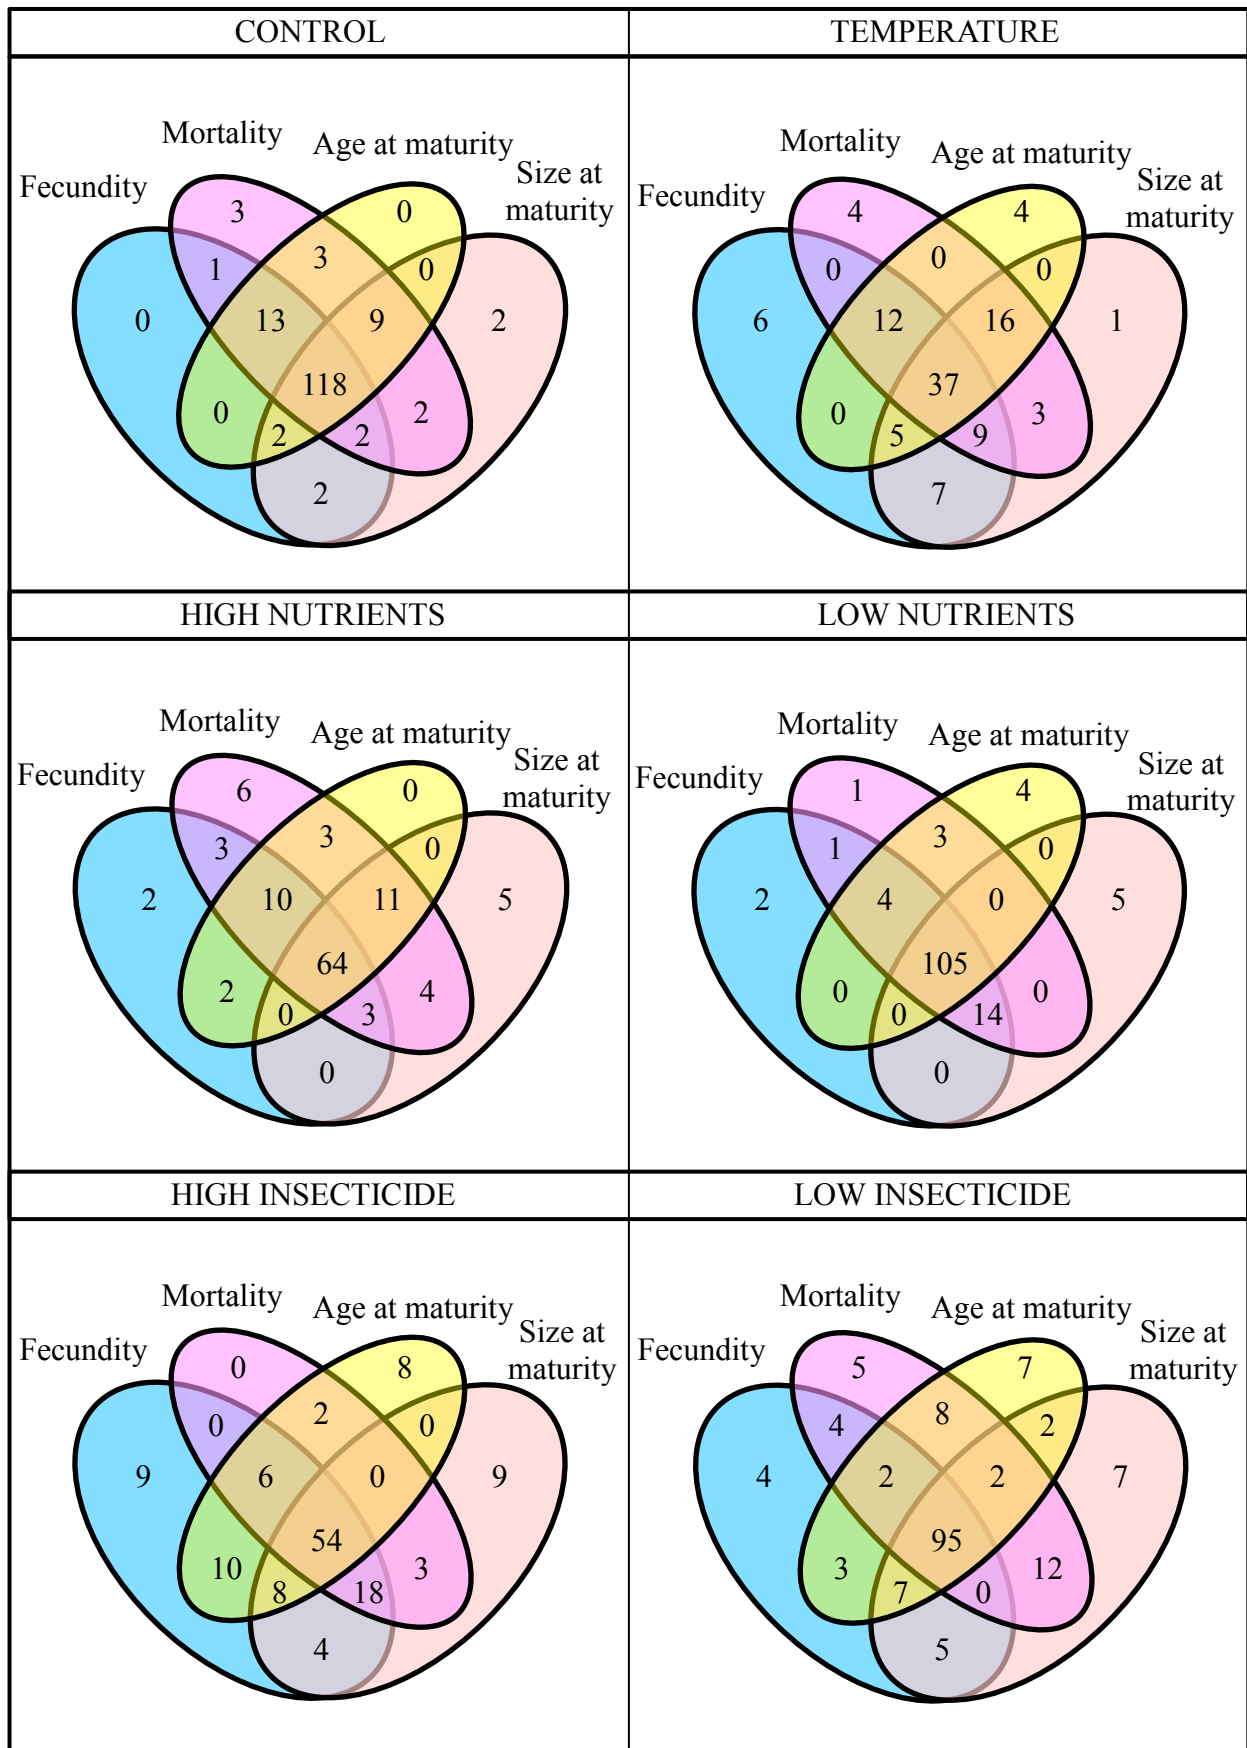 CONTROL
TEMPERATURE
Mortality
Age at maturity
Size at
maturity
Fecundity
3
0
1
3
0
0
13
9
2
118
0
2
2
2
2
Mortality
Age at maturity
Size at
maturity
Fecundity
4
4
0
0
0
6
12
16
1
37
0
5
9
3
7
HIGH NUTRIENTS
LOW NUTRIENTS
Mortality
Age at maturity
Size at
maturity
Fecundity
6
0
3
3
0
2
10
11
5
64
2
0
3
4
0
Mortality
Age at maturity
Size at
maturity
Fecundity
1
4
1
3
0
2
4
0
5
105
0
0
14
0
0
HIGH INSECTICIDE
LOW INSECTICIDE
Mortality
Age at maturity
Size at
maturity
Fecundity
0
8
0
2
0
9
6
0
9
54
10
8
18
3
4
Mortality
Age at maturity
Size at
maturity
Fecundity
5
7
4
8
2
4
2
2
7
95
3
7
0
12
5